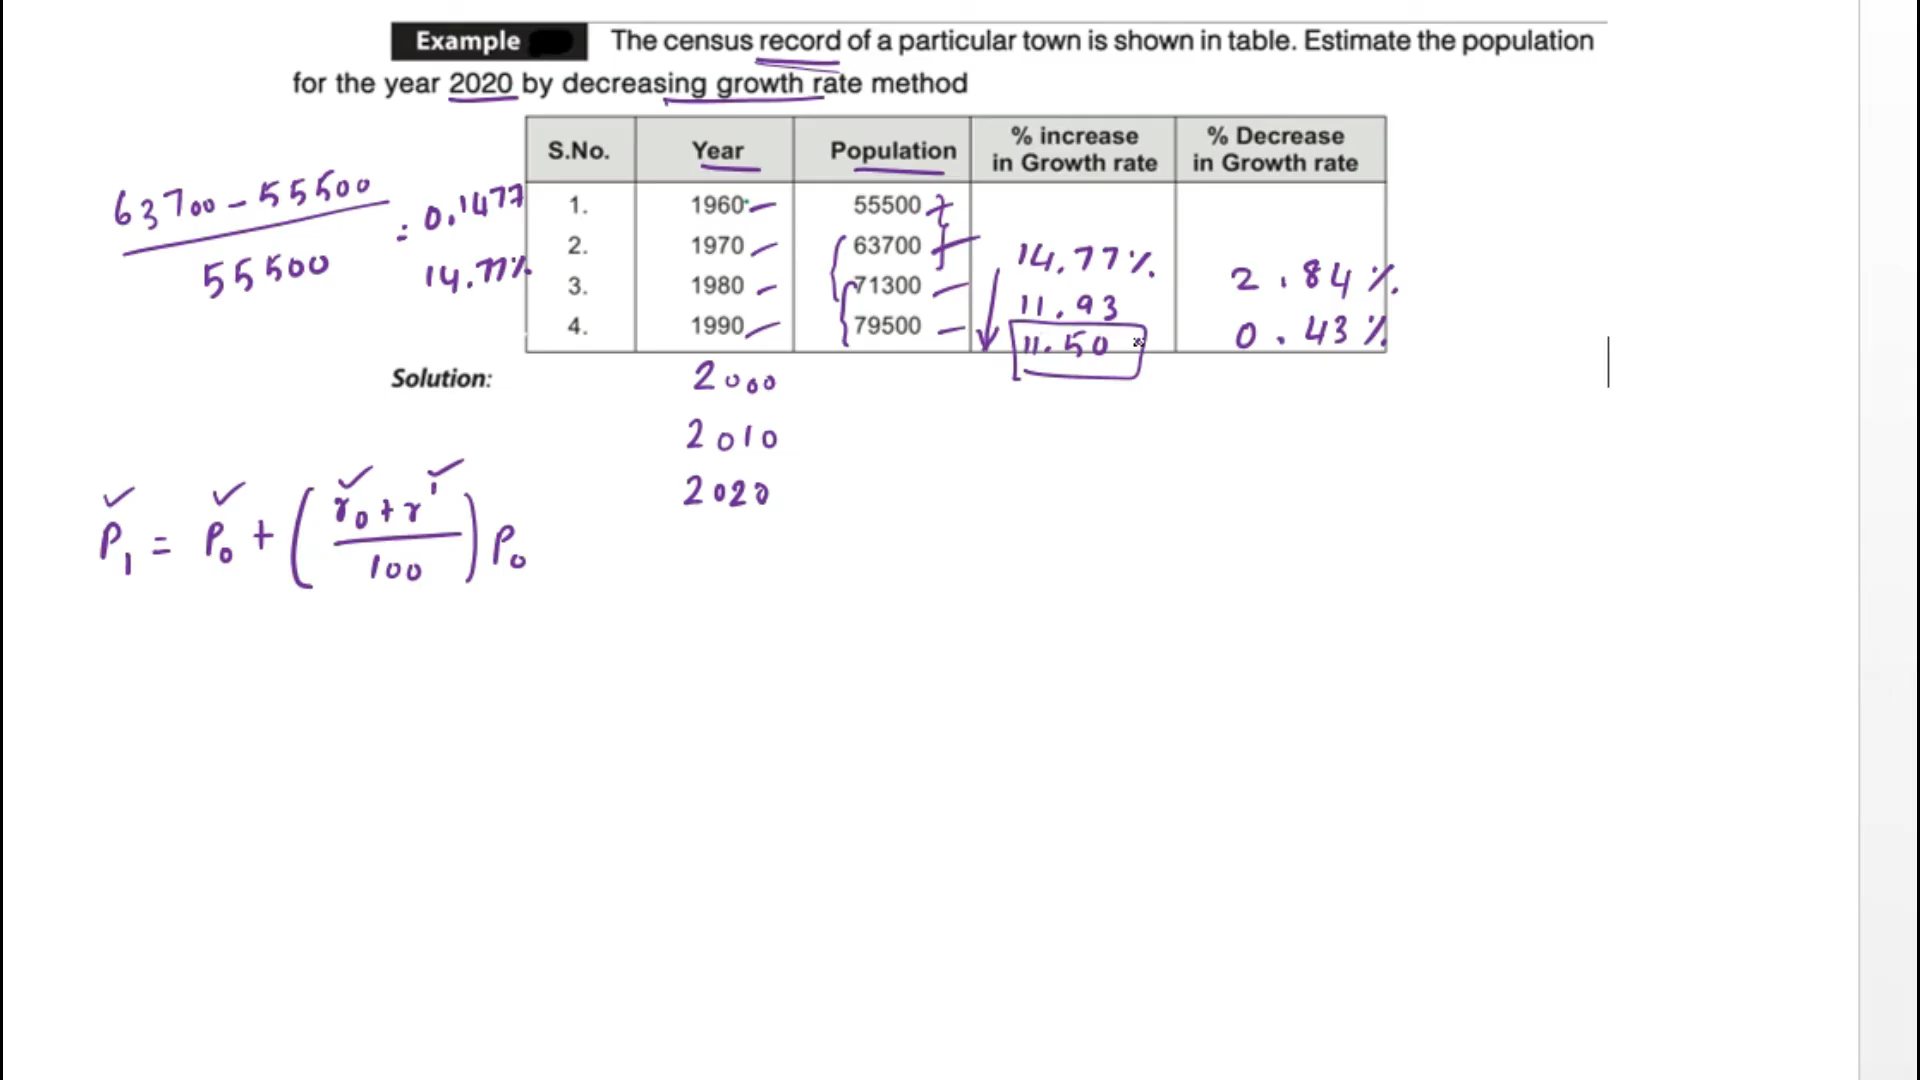 Example The census record of a particular town is shown in table. Estimate the population
for the year 2020 by decreasing growth rate method
S.No. Year Population % increase in Growth rate % Decrease in Growth rate
1. 1960 55500
2. 1970 63700 14.77%
3. 1980 71300 11.93 2.84%
4. 1990 79500 11.50 0.43%
63700 - 55500
55500
= 0.1477
14.77%
Solution:
2000
2010
2020
P1 = P0 + ( r0 + r' / 100 ) P0